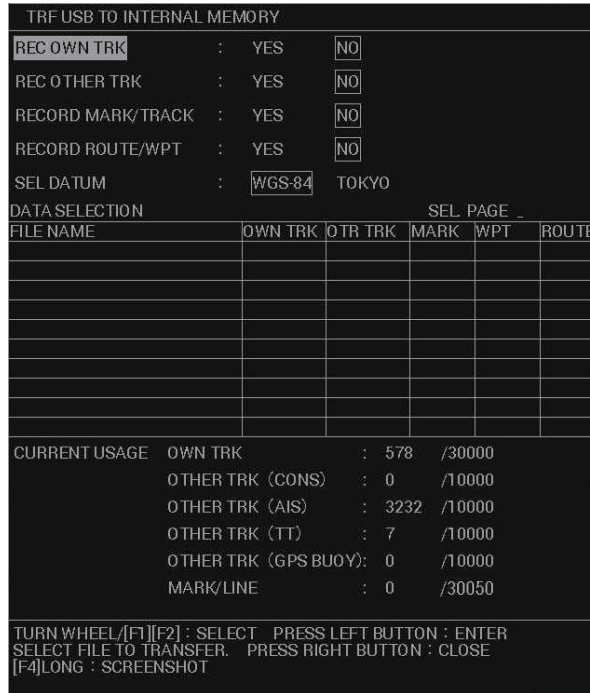 TRF USB TO INTERNAL MEMORY
REC OWN TRK : YES NO
REC OTHER TRK : YES NO
RECORD MARK/TRACK : YES NO
RECORD ROUTE/WPT : YES NO
SEL DATUM : WGS-84 TOKYO
DATA SELECTION SEL. PAGE _
FILE NAME OWN TRK OTR TRK MARK WPT ROUTE
CURRENT USAGE OWN TRK : 578 /30000
OTHER TRK (CONS) : 0 /10000
OTHER TRK (AIS) : 3232 /10000
OTHER TRK (TT) : 7 /10000
OTHER TRK (GPS BUOY): 0 /10000
MARK/LINE : 0 /30050
TURN WHEEL/[F1][F2] : SELECT PRESS LEFT BUTTON : ENTER
SELECT FILE TO TRANSFER. PRESS RIGHT BUTTON : CLOSE
[F4]LONG : SCREENSHOT